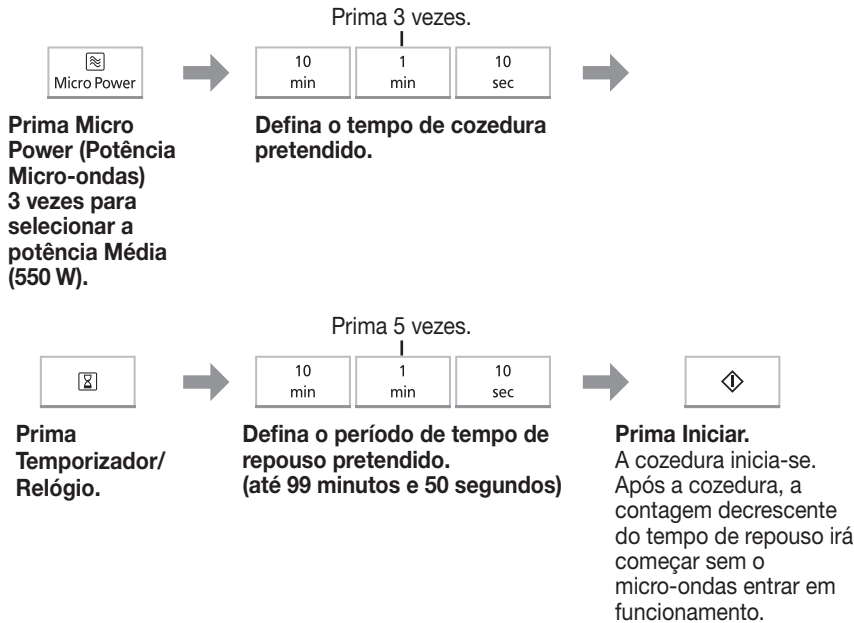 Prima 3 vezes.
Micro Power
10
min
1
min
10
sec
Prima Micro
Power (Potência
Micro-ondas)
3 vezes para
selecionar a
potência Média
(550 W).
Defina o tempo de cozedura
pretendido.
Prima 5 vezes.
10
min
1
min
10
sec
Prima
Temporizador/
Relógio.
Defina o período de tempo de
repouso pretendido.
(até 99 minutos e 50 segundos)
Prima Iniciar.
A cozedura inicia-se.
Após a cozedura, a
contagem decrescente
do tempo de repouso irá
começar sem o
micro-ondas entrar em
funcionamento.